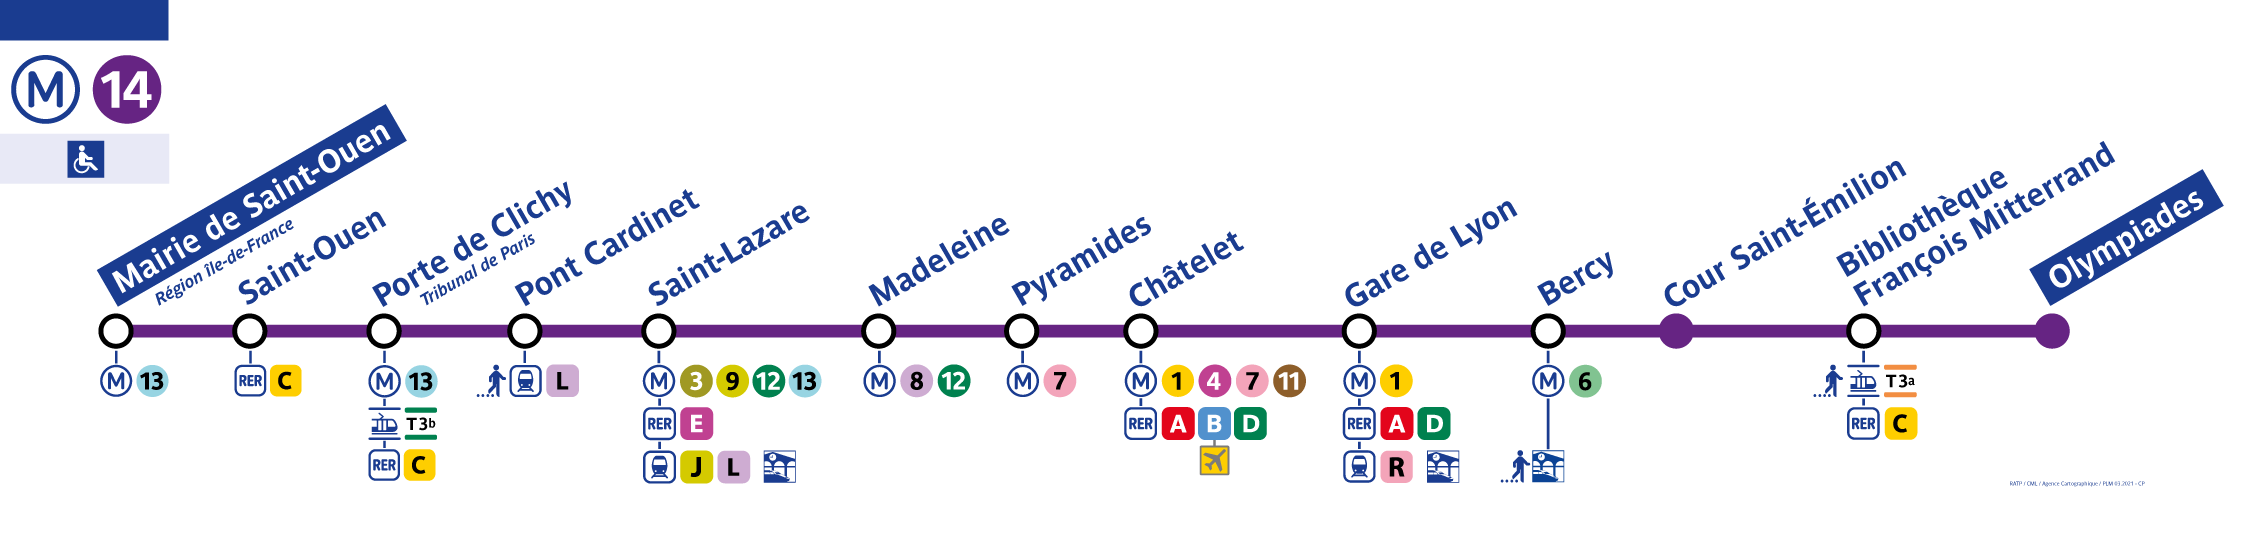 M 14
Mairie de Saint-Ouen
Région île-de-France
Saint-Ouen
Porte de Clichy
Tribunal de Paris
Pont Cardinet
Saint-Lazare
Madeleine
Pyramides
Châtelet
Gare de Lyon
Bercy
Cour Saint-Émilion
Bibliothèque
François Mitterrand
Olympiades
M 13
RER C
M 13
T3b
RER C
L
M 3 9 12 13
RER E
J L
M 8 12
M 7
M 1 4 7 11
RER A B D
M 1
RER A D
R
M 6
T3a
RER C
RATP / CML / Agence Cartographique / PLM 03.2021 - CP